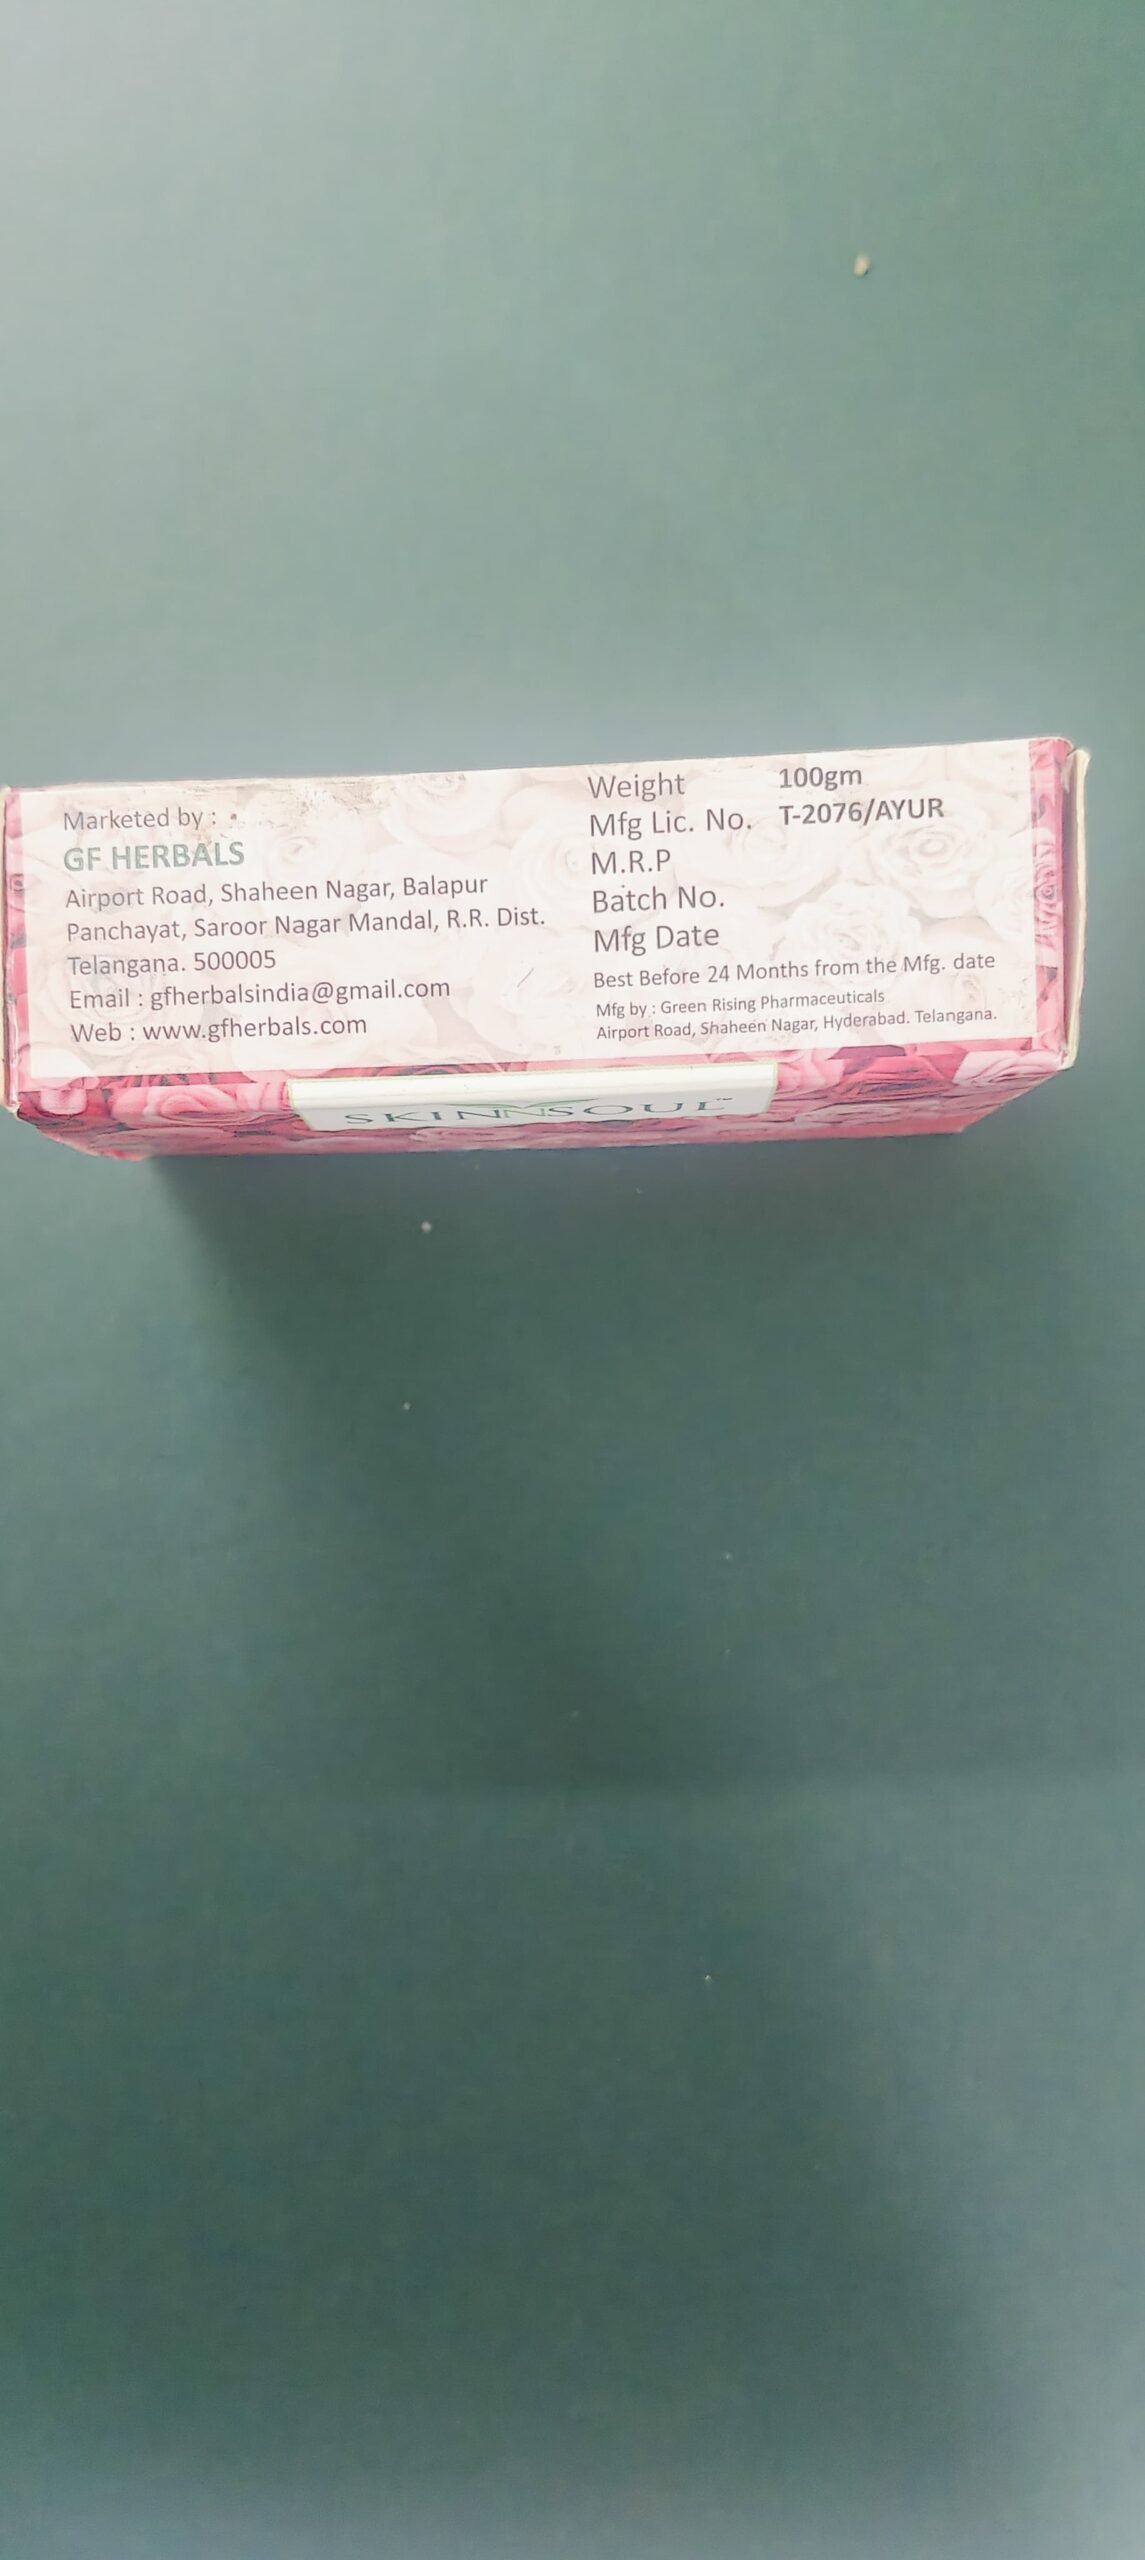 Marketed by :
GF HERBALS
Airport Road, Shaheen Nagar, Balapur
Panchayat, Saroor Nagar Mandal, R.R. Dist.
Telangana. 500005
Email : gfherbalsindia@gmail.com
Web : www.gfherbals.com
Weight 100gm
Mfg Lic. No. T-2076/AYUR
M.R.P
Batch No.
Mfg Date
Best Before 24 Months from the Mfg. date
Mfg by : Green Rising Pharmaceuticals
Airport Road, Shaheen Nagar, Hyderabad. Telangana.
SKINNSOUL™